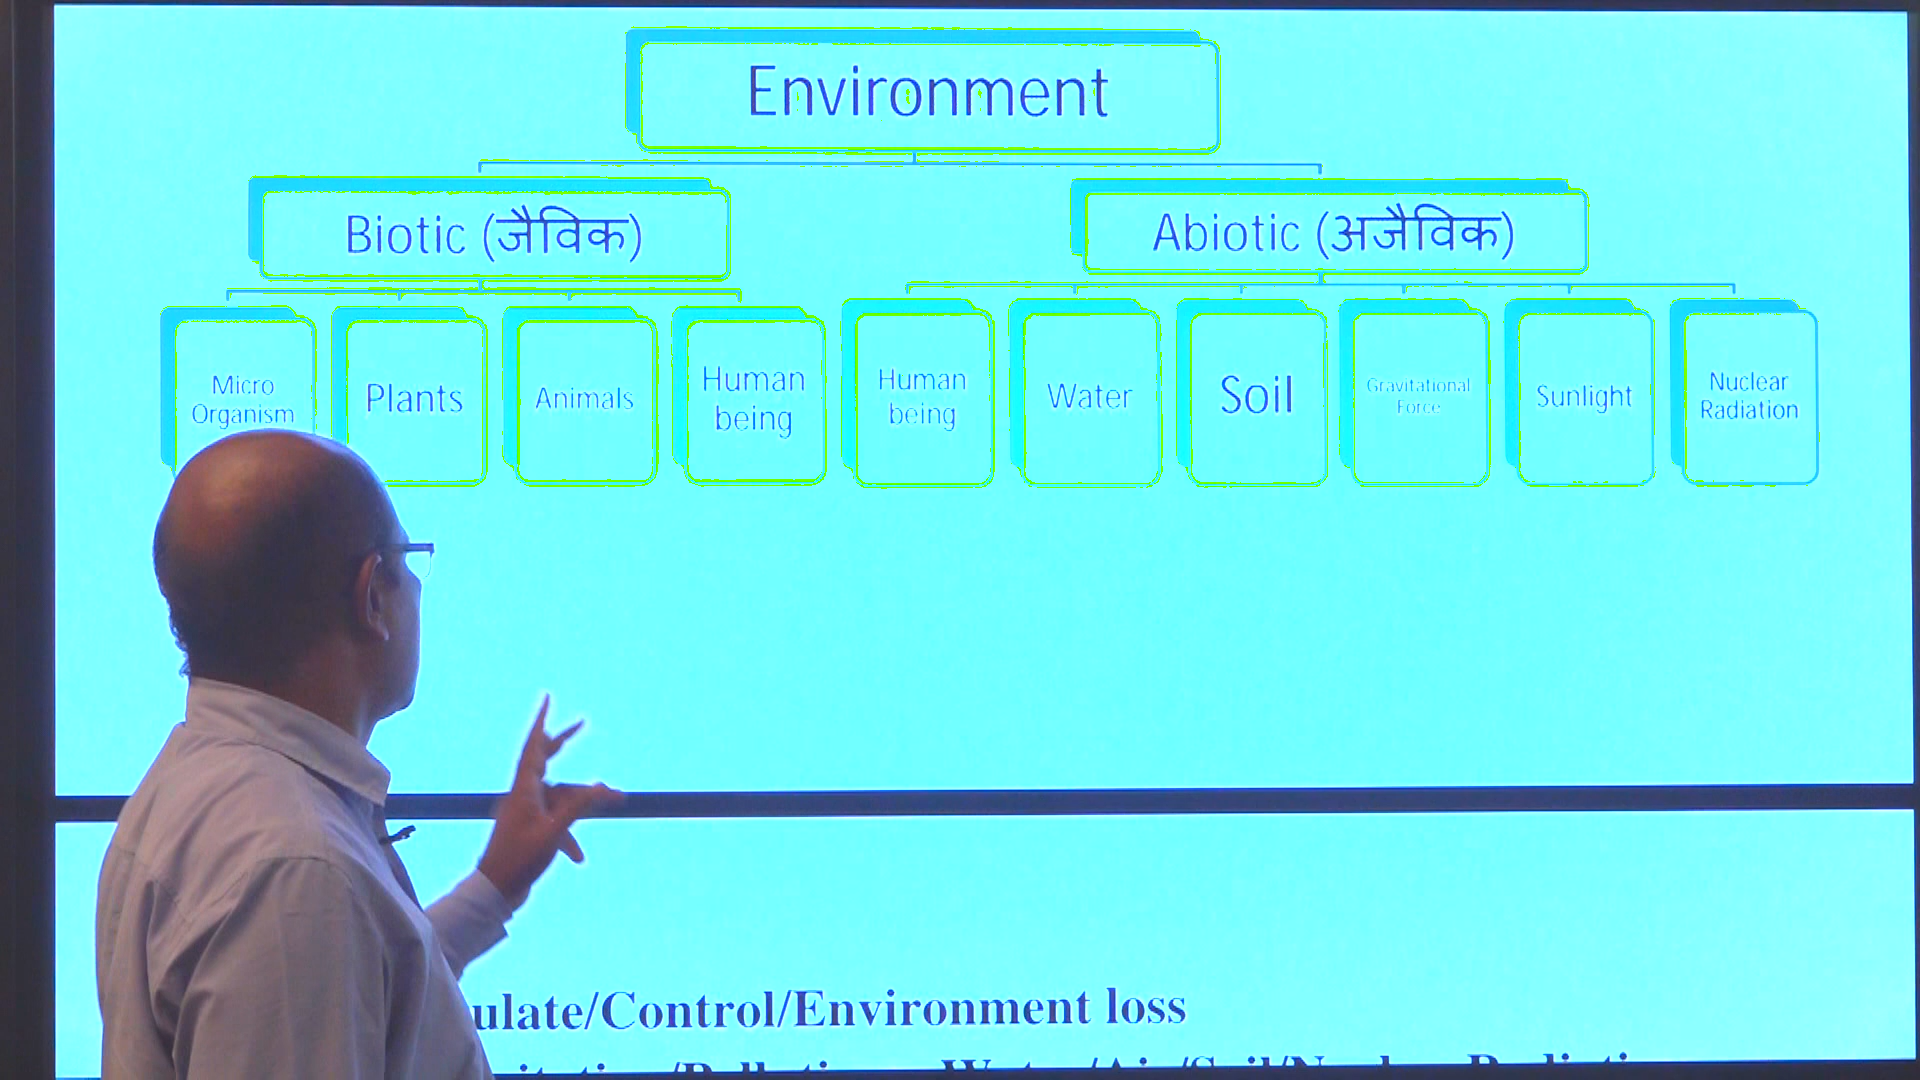 Environment
Biotic (जैविक)
Abiotic (अजैविक)
Micro
Organism
Plants
Animals
Human
being
Human
being
Water
Soil
Gravitational
Force
Sunlight
Nuclear
Radiation
ulate/Control/Environment loss